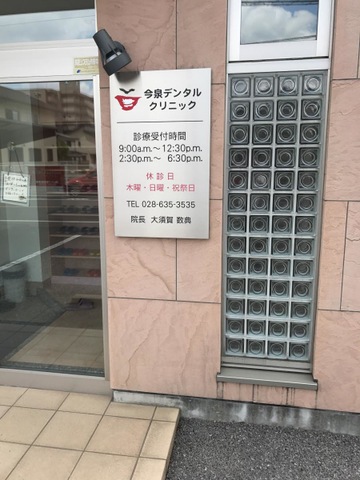 今泉デンタル
クリニック
診療受付時間
9:00a.m.〜12:30p.m.
2:30p.m.〜 6:30p.m.
休診日
木曜・日曜・祝祭日
TEL 028-635-3535
院長 大須賀 敦典